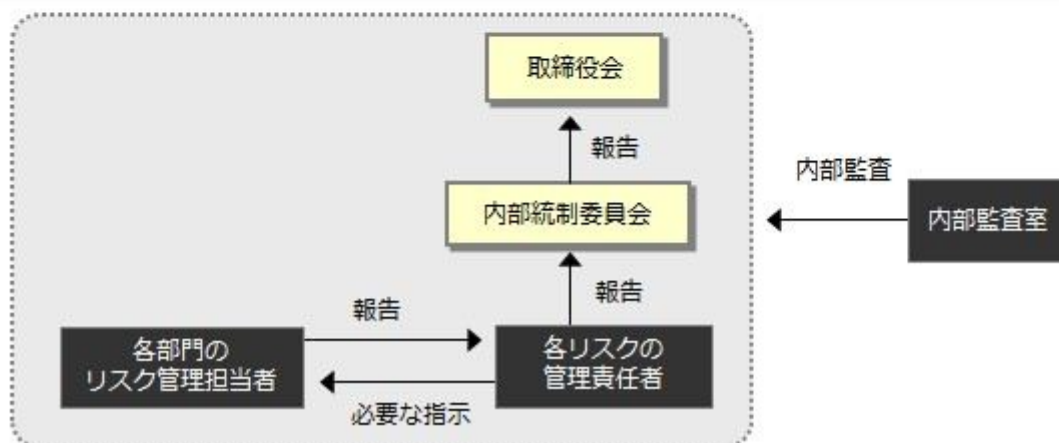 取締役会
報告
内部監査
内部統制委員会
内部監査室
報告
報告
各部門の
リスク管理担当者
各リスクの
管理責任者
必要な指示